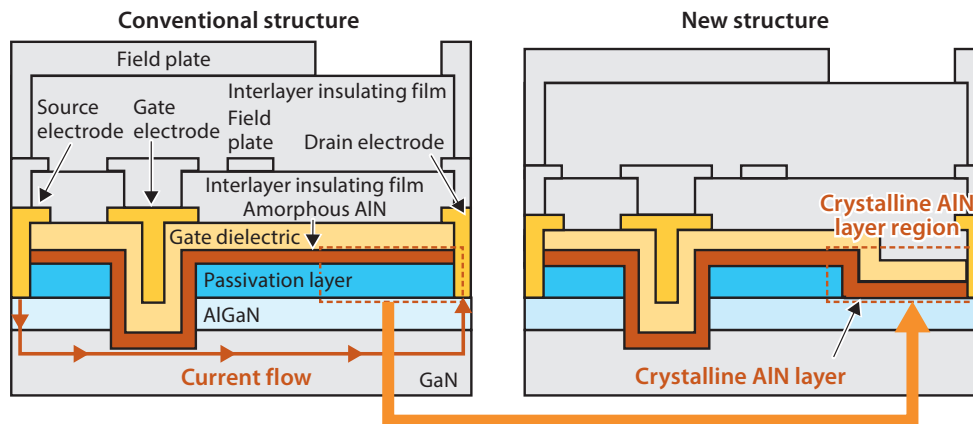 Conventional structure
Field plate
Interlayer insulating film
Source
electrode
Gate
electrode
Field
plate
Drain electrode
Interlayer insulating film
Amorphous AlN
Gate dielectric
Passivation layer
AlGaN
Current flow
GaN
New structure
Crystalline AlN
layer region
Crystalline AlN layer